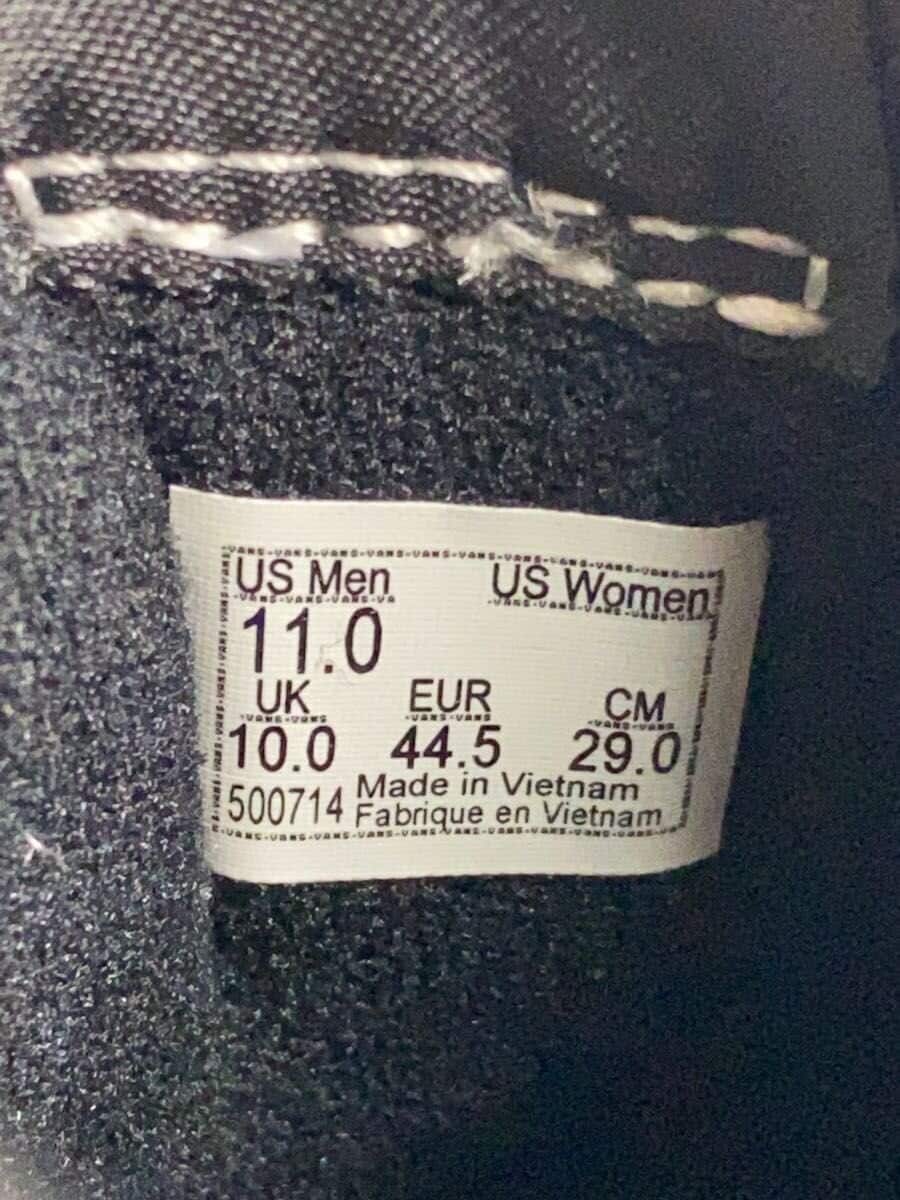 US Men US Women
11.0
UK EUR CM
10.0 44.5 29.0
500714 Made in Vietnam
Fabrique en Vietnam